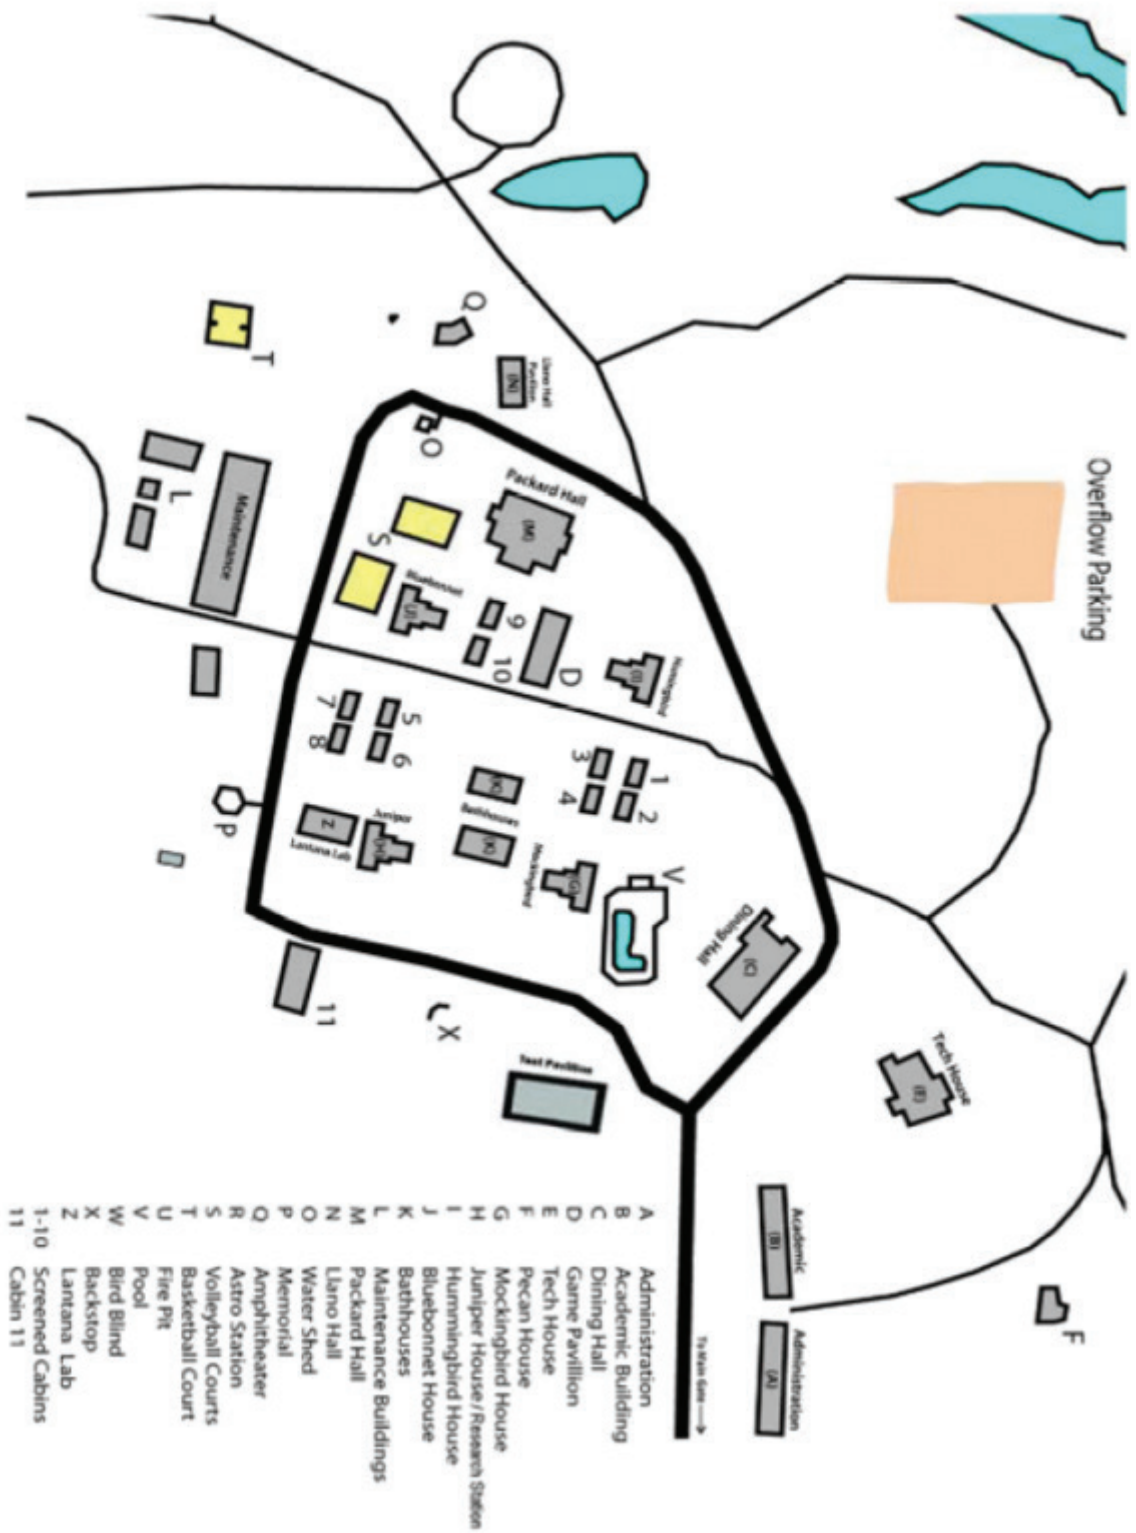 Overflow Parking
Q
Llano Hall
Pavilion
(N)
T
O
Packard Hall
(M)
S
L
Maintenance
Bluebonnet
(J)
9
10
D
Hummingbird
(I)
7
8
5
6
3
4
1
2
P
Z
Lantana Lab
Juniper
(H)
(K)
Bathhouses
(K)
Mockingbird
(G)
V
Dining Hall
(C)
11
X
Tent Pavillion
Tech House
(E)
Academic
(B)
F
Administration
(A)
To Main Gate →
A Administration
B Academic Building
C Dining Hall
D Game Pavillion
E Tech House
F Pecan House
G Mockingbird House
H Juniper House / Research Station
I Hummingbird House
J Bluebonnet House
K Bathhouses
L Maintenance Buildings
M Packard Hall
N Llano Hall
O Water Shed
P Memorial
Q Amphitheater
R Astro Station
S Volleyball Courts
T Basketball Court
U Fire Pit
V Pool
W Bird Blind
X Backstop
Z Lantana Lab
1-10 Screened Cabins
11 Cabin 11